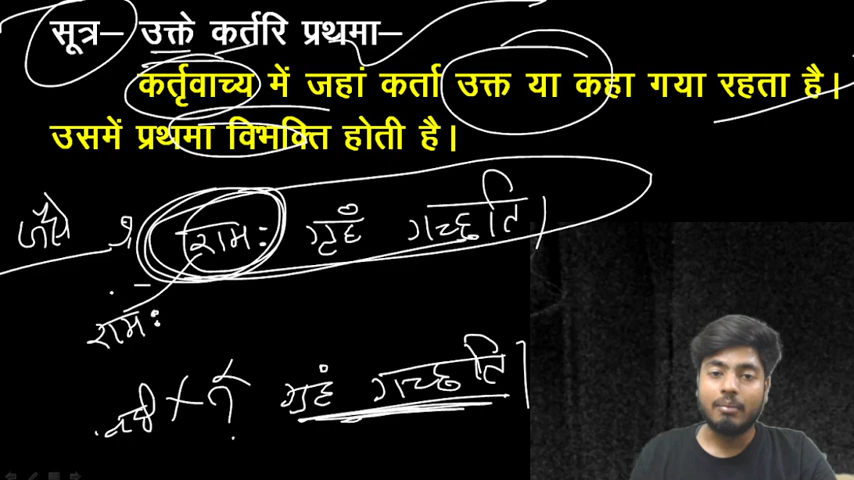 सूत्र– उक्ते कर्तरि प्रथमा–
कर्तृवाच्य में जहां कर्ता उक्त या कहा गया रहता है।
उसमें प्रथमा विभक्ति होती है।
जैसे रामः गृहं गच्छति।
रामः
गृहं गच्छति।